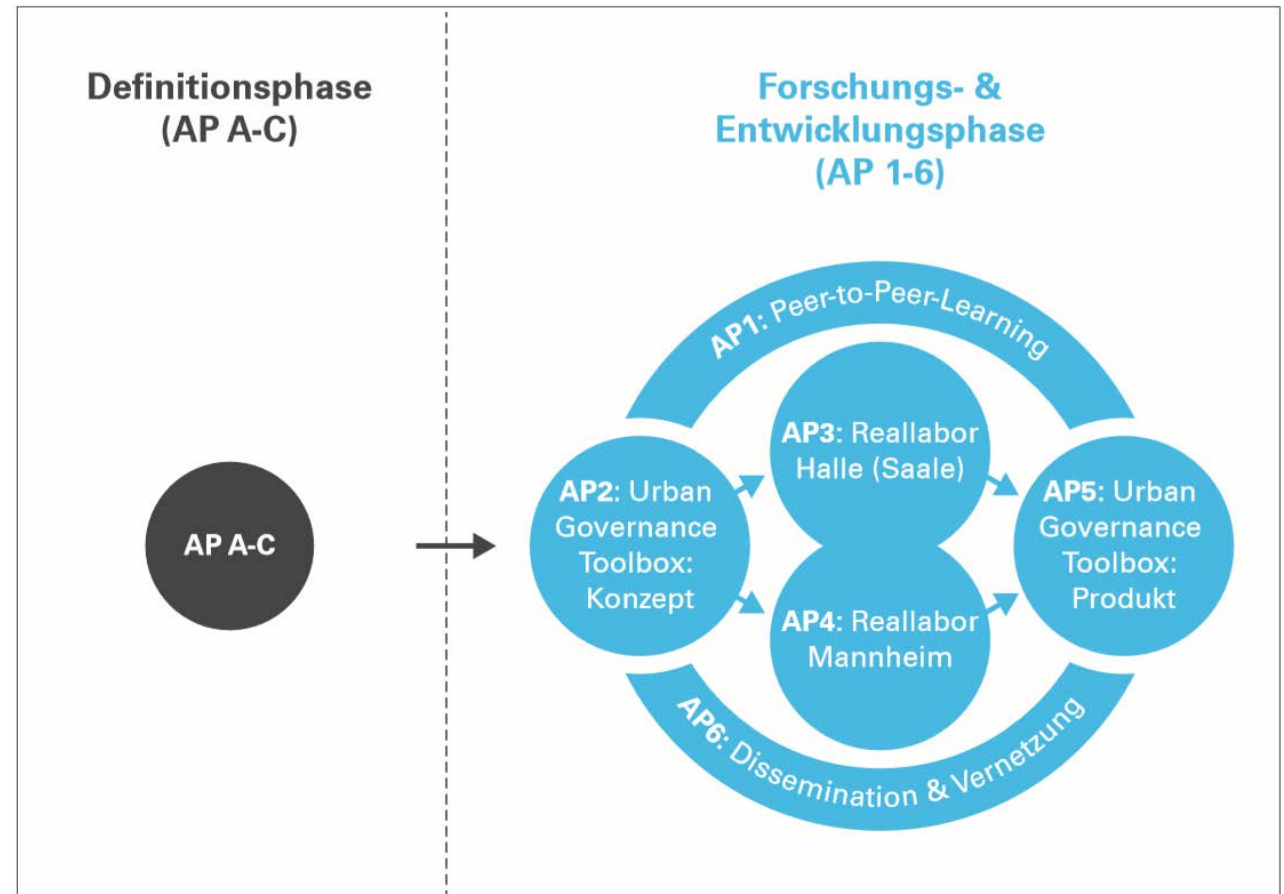 Definitionsphase
(AP A-C)
Forschungs- &
Entwicklungsphase
(AP 1-6)
AP A-C
AP1: Peer-to-Peer-Learning
AP2: Urban
Governance
Toolbox:
Konzept
AP3: Reallabor
Halle (Saale)
AP4: Reallabor
Mannheim
AP5: Urban
Governance
Toolbox:
Produkt
AP6: Dissemination & Vernetzung